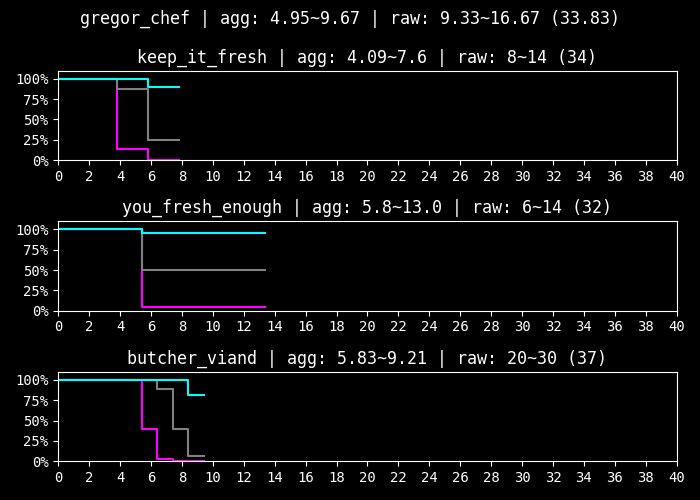 gregor_chef | agg: 4.95~9.67 | raw: 9.33~16.67 (33.83)
keep_it_fresh | agg: 4.09~7.6 | raw: 8~14 (34)
100%
75%
50%
25%
0%
0 2 4 6 8 10 12 14 16 18 20 22 24 26 28 30 32 34 36 38 40
you_fresh_enough | agg: 5.8~13.0 | raw: 6~14 (32)
100%
75%
50%
25%
0%
0 2 4 6 8 10 12 14 16 18 20 22 24 26 28 30 32 34 36 38 40
butcher_viand | agg: 5.83~9.21 | raw: 20~30 (37)
100%
75%
50%
25%
0%
0 2 4 6 8 10 12 14 16 18 20 22 24 26 28 30 32 34 36 38 40